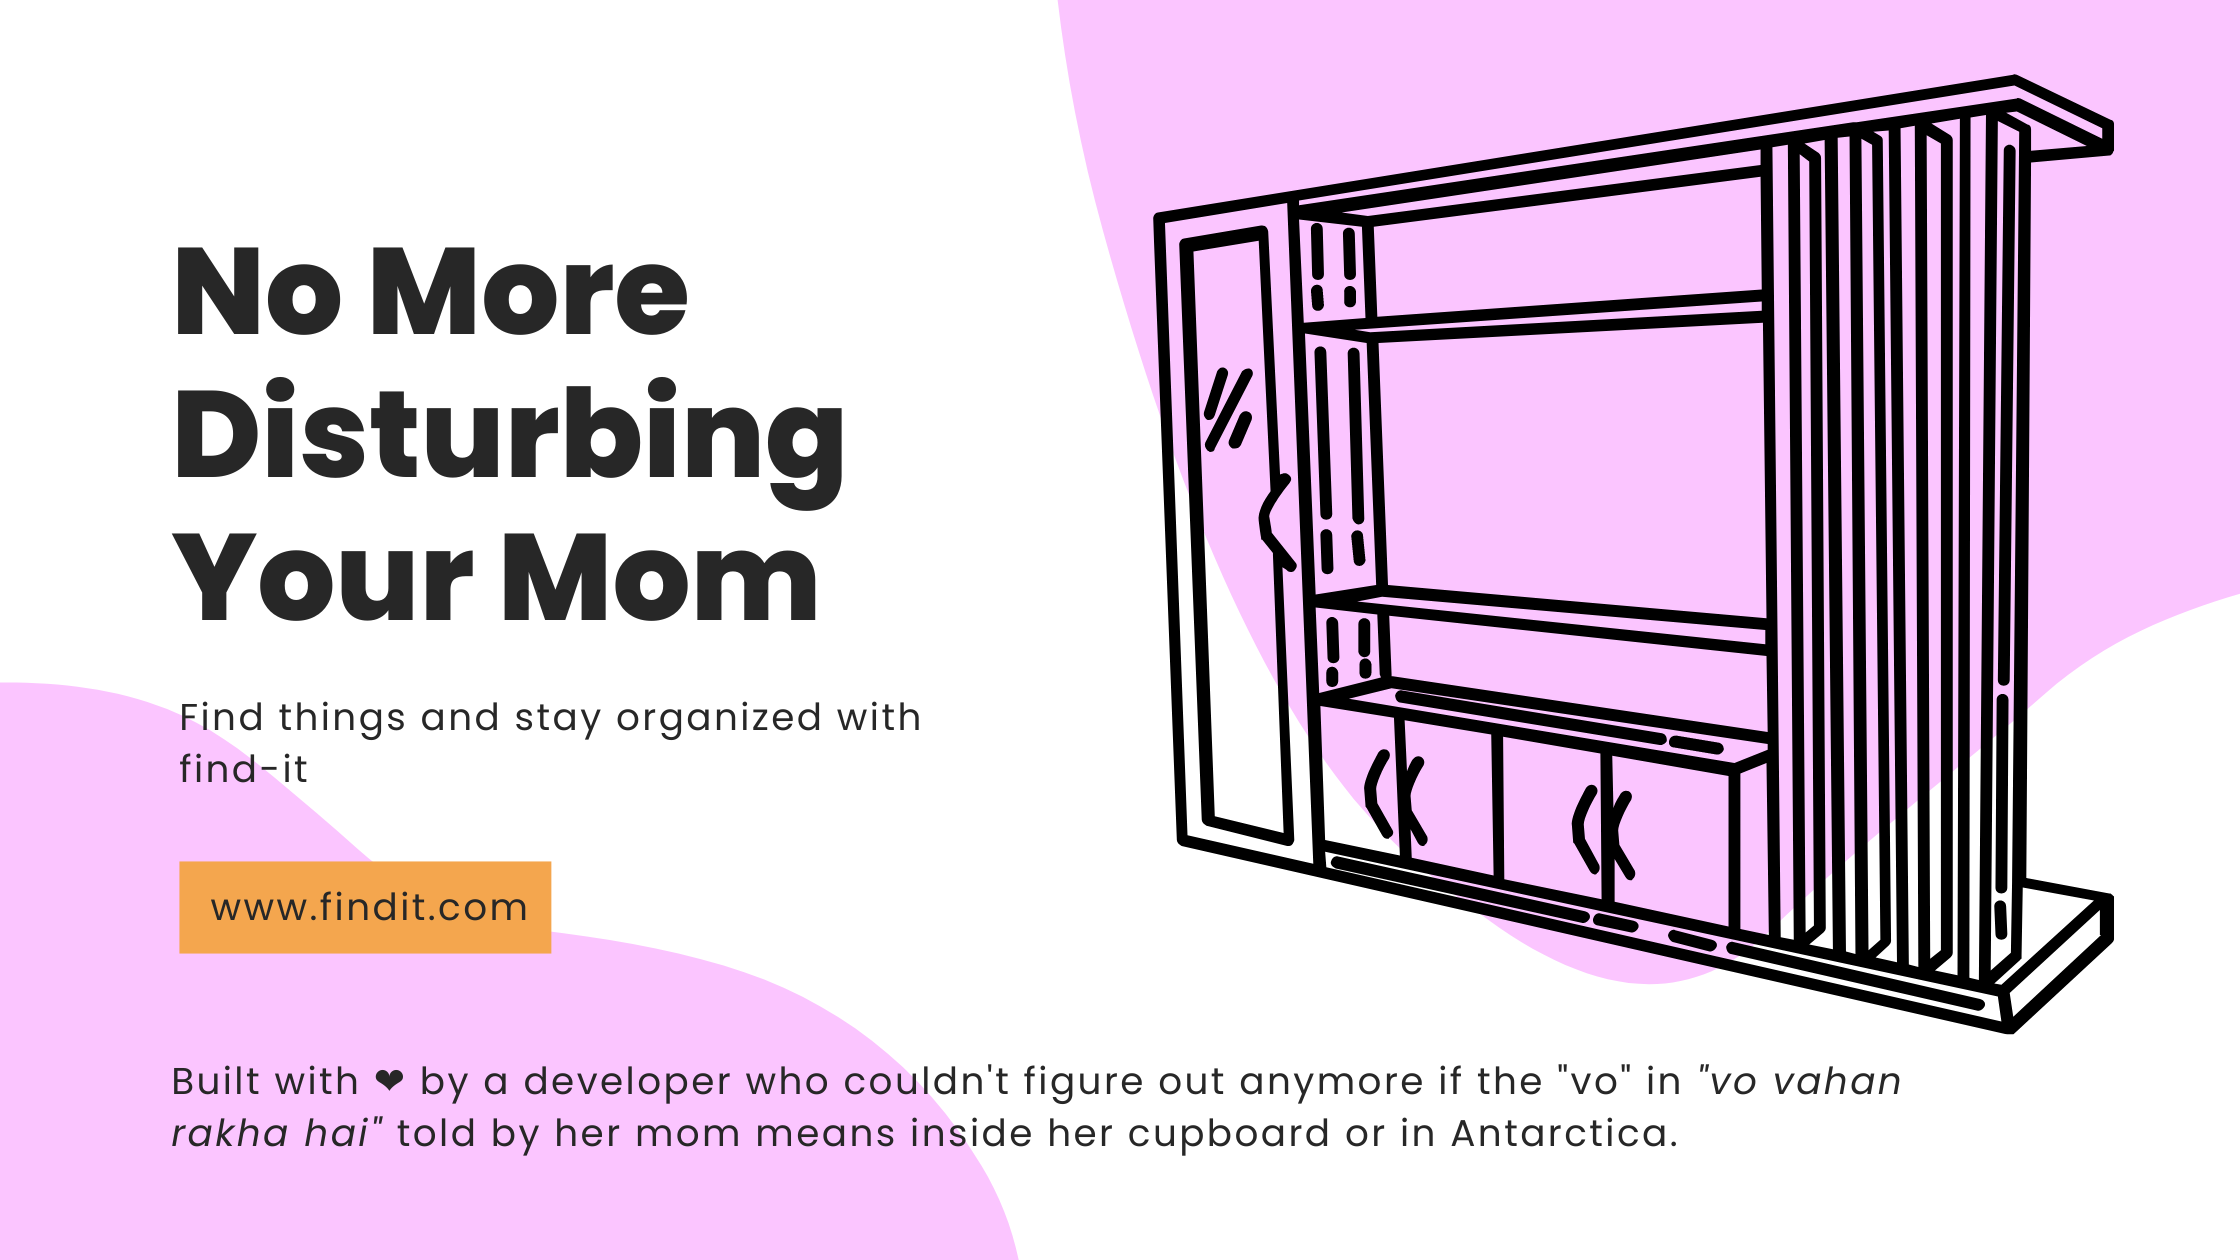 No More
Disturbing
Your Mom
Find things and stay organized with
find-it
www.findit.com
Built with ❤ by a developer who couldn't figure out anymore if the "vo" in "vo vahan
rakha hai" told by her mom means inside her cupboard or in Antarctica.